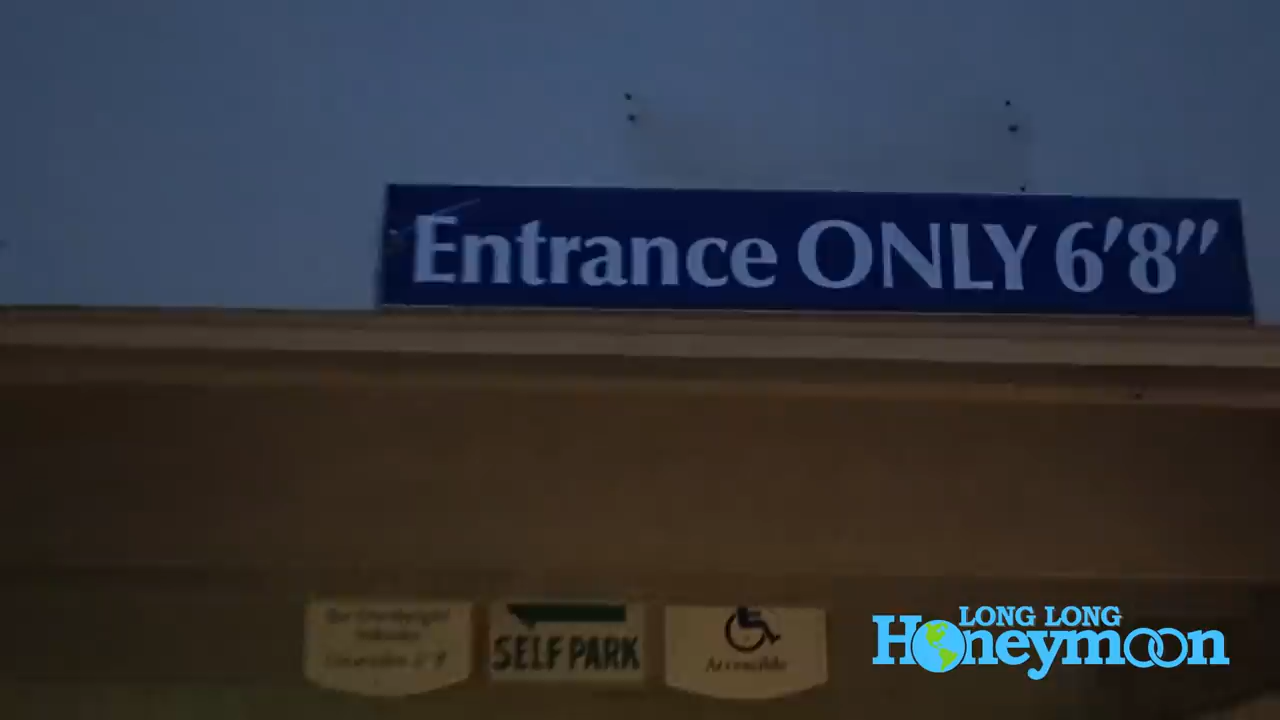 Entrance ONLY 6'8"
SELF PARK
Accessible
LONG LONG
Honeymoon